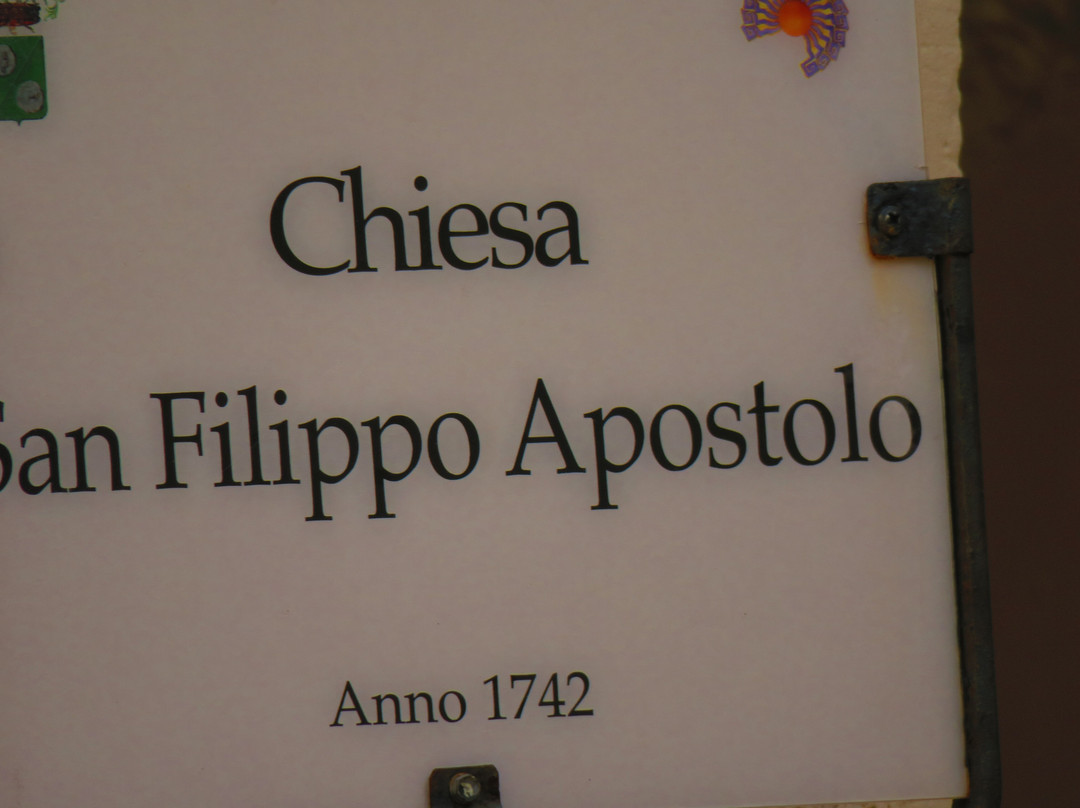 Chiesa
San Filippo Apostolo
Anno 1742